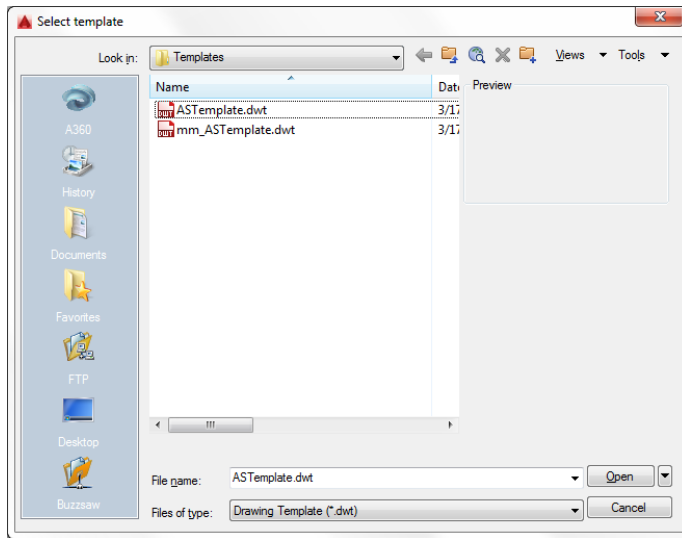 Select template
Look in: Templates Views Tools
Name Date Preview
ASTemplate.dwt 3/17
mm_ASTemplate.dwt 3/17
A360
History
Documents
Favorites
FTP
Desktop
Buzzsaw
File name: ASTemplate.dwt Open
Files of type: Drawing Template (*.dwt) Cancel